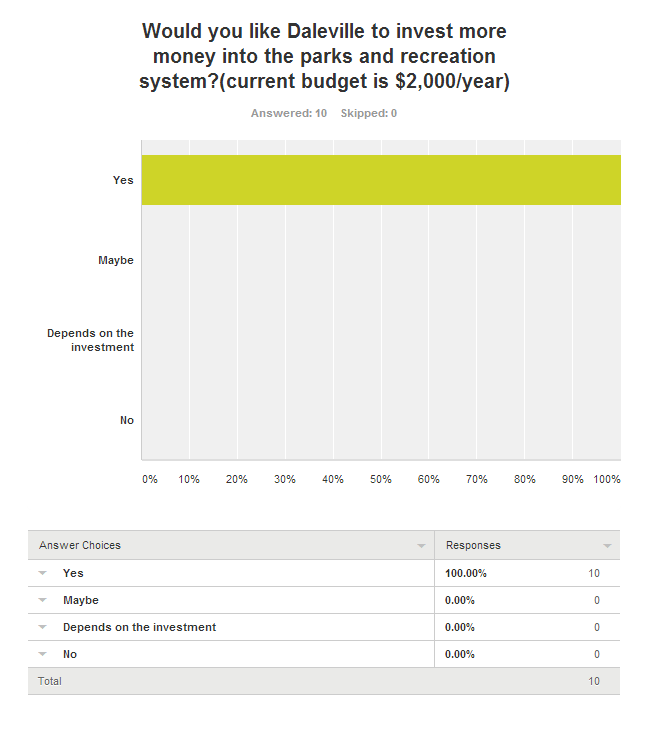 Would you like Daleville to invest more
money into the parks and recreation
system?(current budget is $2,000/year)
Answered: 10 Skipped: 0
Yes
Maybe
Depends on the
investment
No
0% 10% 20% 30% 40% 50% 60% 70% 80% 90% 100%
Answer Choices Responses
Yes 100.00% 10
Maybe 0.00% 0
Depends on the investment 0.00% 0
No 0.00% 0
Total 10